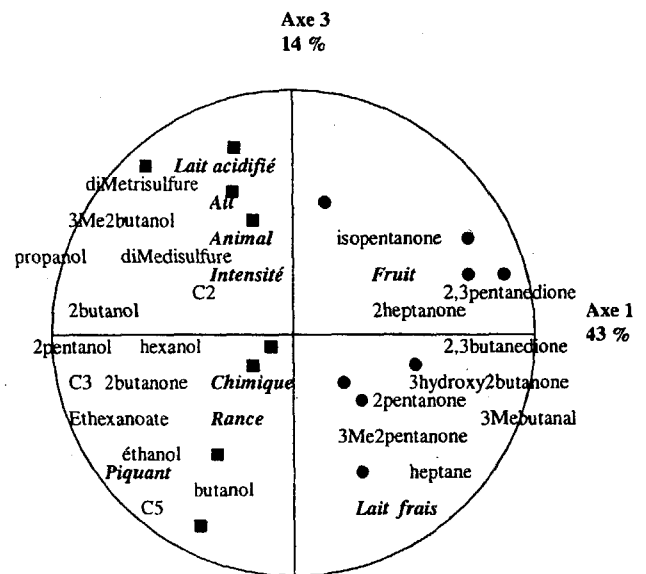 Axe 3
14 %
Lait acidifié
diMetrisulfure
Ail
3Me2butanol
Animal
isopentanone
propanol
diMedisulfure
Intensité
Fruit
C2
2,3pentanedione
2butanol
2heptanone
Axe 1
43 %
2pentanol
hexanol
2,3butanedione
C3
2butanone
Chimique
3hydroxy2butanone
2pentanone
Ethexanoate
Rance
3Mebutanal
3Me2pentanone
éthanol
Piquant
heptane
butanol
C5
Lait frais